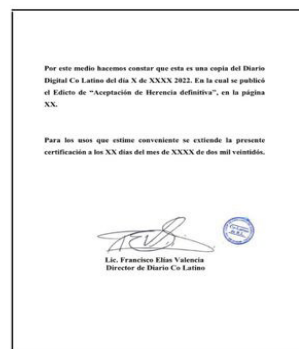 Por este medio hacemos constar que esta es una copia del Diario
Digital Co Latino del día X de XXXX 2022. En la cual se publicó
el Edicto de “Aceptación de Herencia definitiva”, en la página
XX.
Para los usos que estime conveniente se extiende la presente
certificación a los XX días del mes de XXXX de dos mil veintidós.
Lic. Francisco Elías Valencia
Director de Diario Co Latino